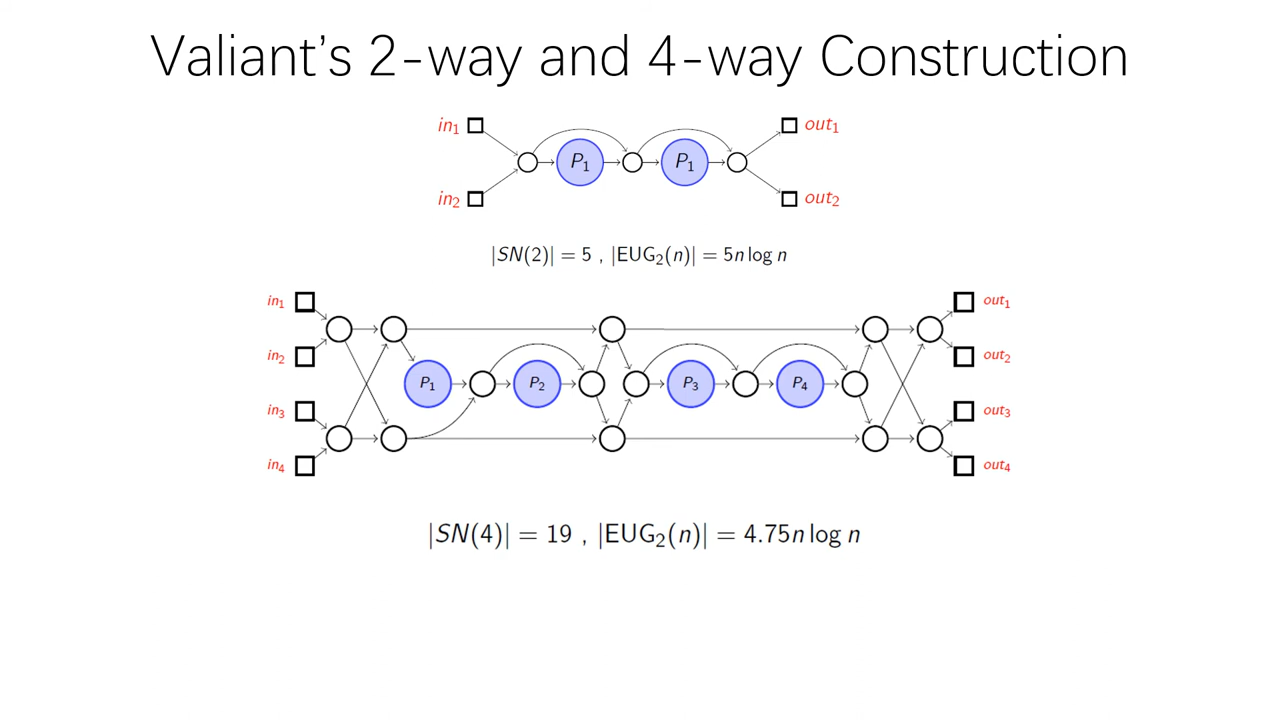 Valiant's 2-way and 4-way Construction
in₁ out₁
P₁ P₁
in₂ out₂
|SN(2)| = 5 , |EUG₂(n)| = 5n log n
in₁ out₁
in₂ out₂
P₁ P₂ P₃ P₄
in₃ out₃
in₄ out₄
|SN(4)| = 19 , |EUG₂(n)| = 4.75n log n